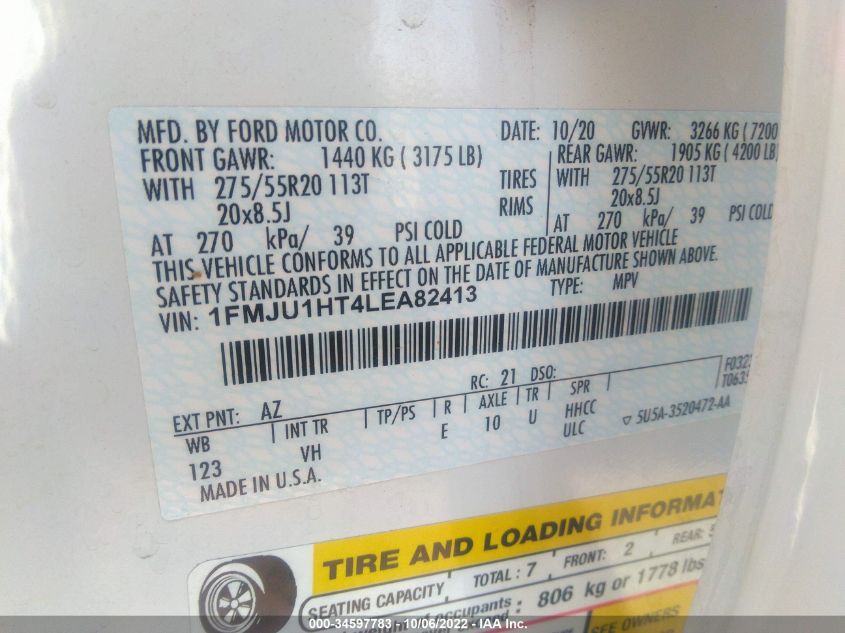 MFD. BY FORD MOTOR CO. DATE: 10/20 GVWR: 3266 KG ( 7200
FRONT GAWR: 1440 KG ( 3175 LB) REAR GAWR: 1905 KG ( 4200 LB)
WITH 275/55R20 113T TIRES WITH 275/55R20 113T
20x8.5J RIMS 20x8.5J
AT 270 kPa/ 39 PSI COLD AT 270 kPa/ 39 PSI COLD
THIS VEHICLE CONFORMS TO ALL APPLICABLE FEDERAL MOTOR VEHICLE
SAFETY STANDARDS IN EFFECT ON THE DATE OF MANUFACTURE SHOWN ABOVE.
VIN: 1FMJU1HT4LEA82413 TYPE: MPV
F032
EXT PNT: AZ RC: 21 DSO: T063
WB INT TR TP/PS R AXLE TR SPR
123 VH E 10 U HHCC
ULC 5U5A-3520472-AA
MADE IN U.S.A.
TIRE AND LOADING INFORMAT
SEATING CAPACITY TOTAL : 7 FRONT: 2 REAR:
occupants : 806 kg or 1778 lbs
SEE OWNERS
000-34597783 - 10/06/2022 - IAA Inc.